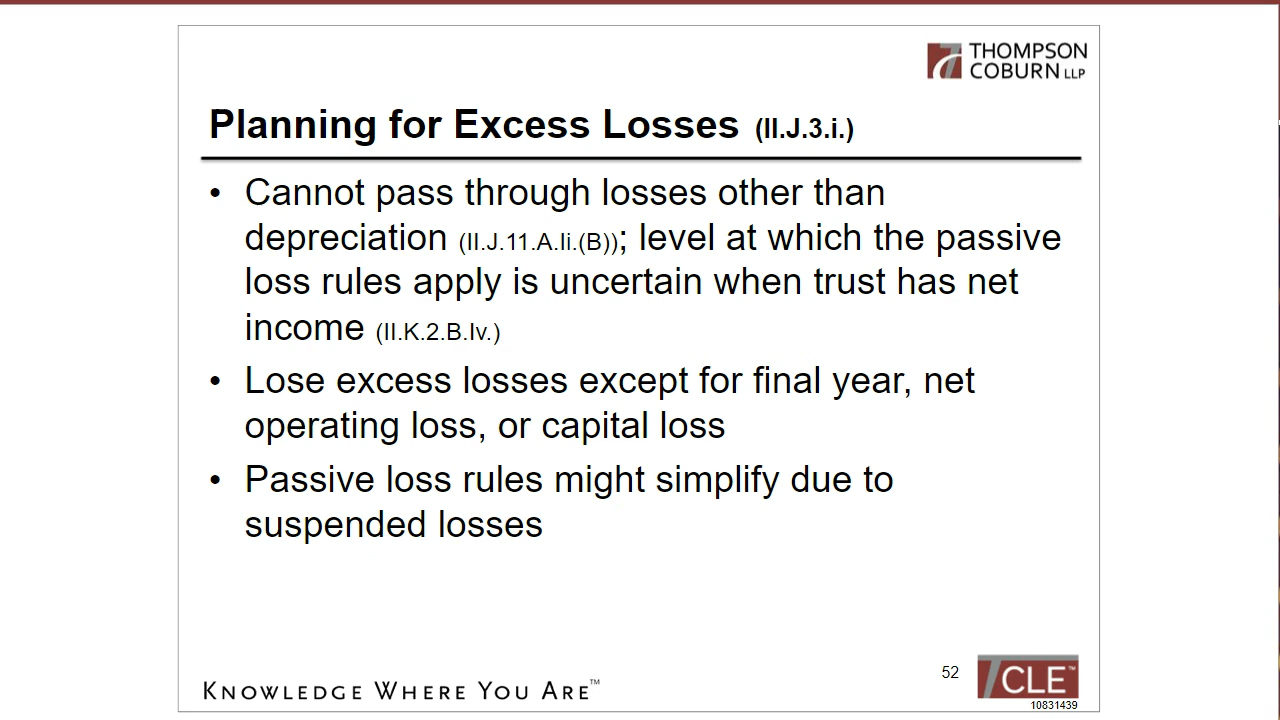 THOMPSON
COBURN LLP
Planning for Excess Losses (II.J.3.i.)
• Cannot pass through losses other than
depreciation (II.J.11.A.Ii.(B)); level at which the passive
loss rules apply is uncertain when trust has net
income (II.K.2.B.Iv.)
• Lose excess losses except for final year, net
operating loss, or capital loss
• Passive loss rules might simplify due to
suspended losses
KNOWLEDGE WHERE YOU ARE™
52
TCLE™
10831439